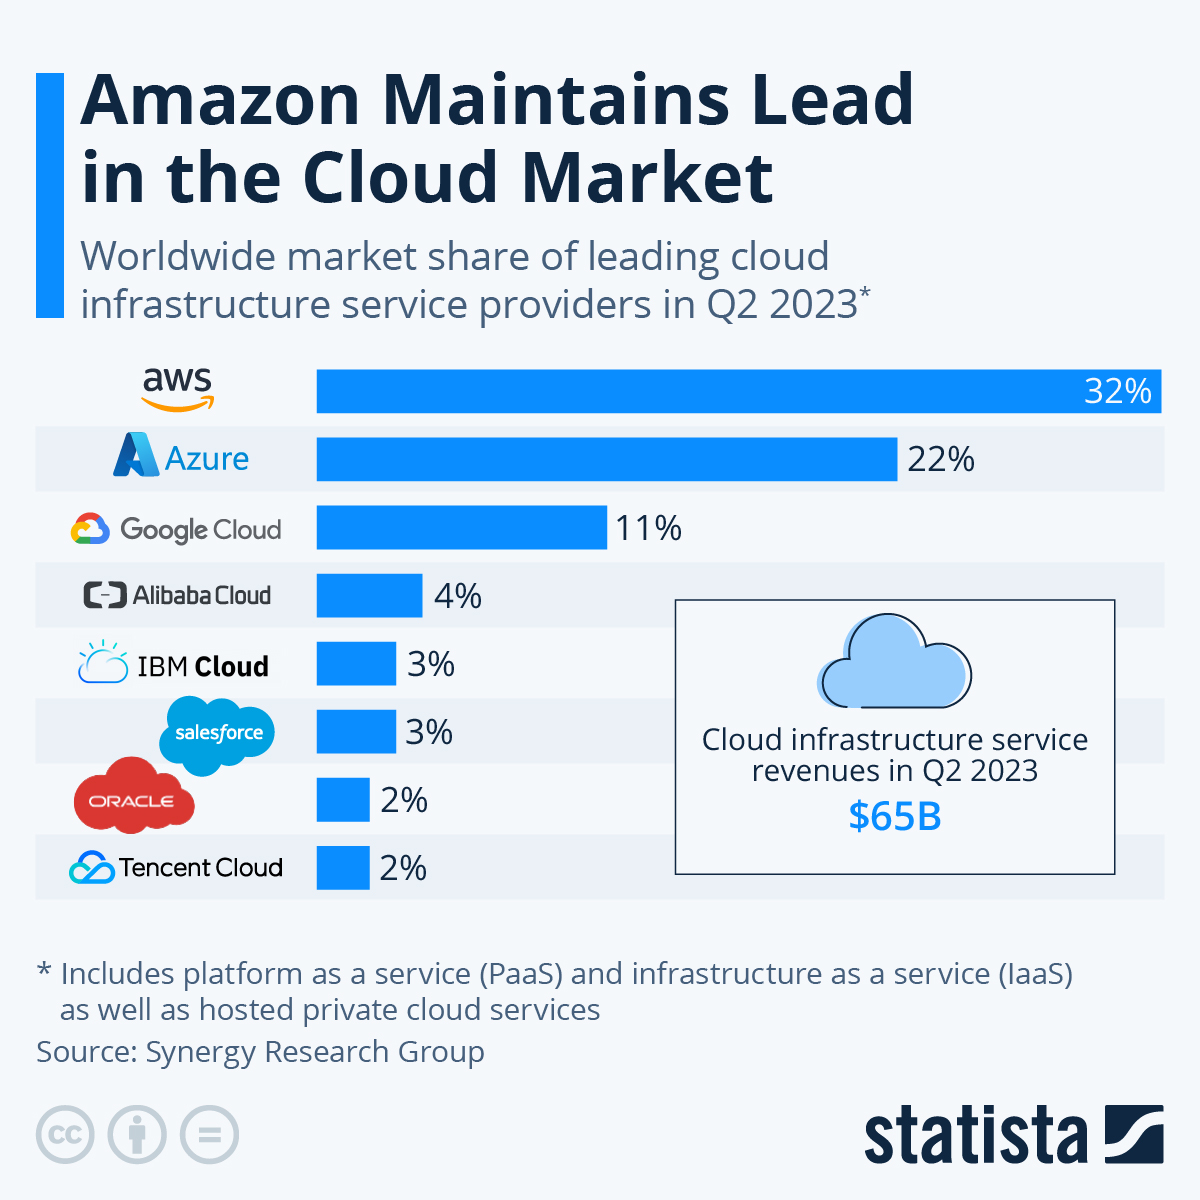 Amazon Maintains Lead
in the Cloud Market
Worldwide market share of leading cloud
infrastructure service providers in Q2 2023*
aws
32%
Azure
22%
Google Cloud
11%
Alibaba Cloud
4%
IBM Cloud
3%
salesforce
3%
ORACLE
2%
Tencent Cloud
2%
Cloud infrastructure service
revenues in Q2 2023
$65B
* Includes platform as a service (PaaS) and infrastructure as a service (IaaS)
as well as hosted private cloud services
Source: Synergy Research Group
cc
statista